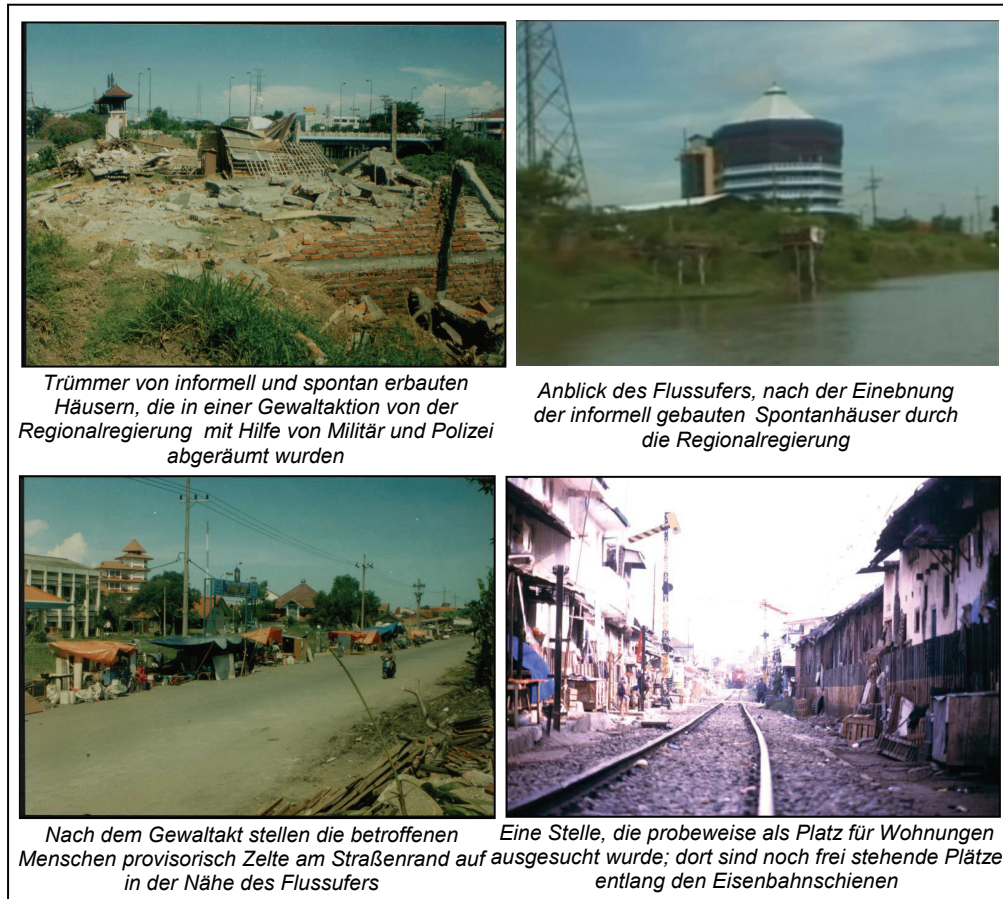 Trümmer von informell und spontan erbauten
Häusern, die in einer Gewaltaktion von der
Regionalregierung mit Hilfe von Militär und Polizei
abgeräumt wurden
Anblick des Flussufers, nach der Einebnung
der informell gebauten Spontanhäuser durch
die Regionalregierung
Nach dem Gewaltakt stellen die betroffenen
Menschen provisorisch Zelte am Straßenrand auf
in der Nähe des Flussufers
Eine Stelle, die probeweise als Platz für Wohnungen
ausgesucht wurde; dort sind noch frei stehende Plätze
entlang den Eisenbahnschienen